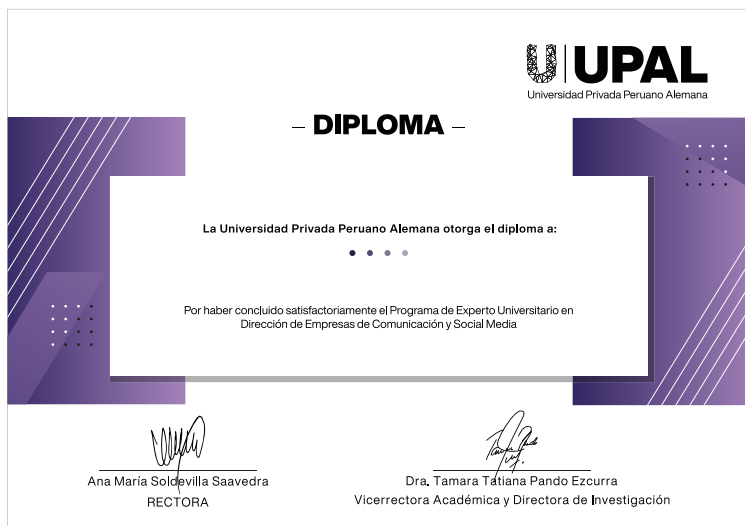 UPAL
Universidad Privada Peruano Alemana
– DIPLOMA –
La Universidad Privada Peruano Alemana otorga el diploma a:
Por haber concluido satisfactoriamente el Programa de Experto Universitario en
Dirección de Empresas de Comunicación y Social Media
Ana María Soldevilla Saavedra
RECTORA
Dra. Tamara Tatiana Pando Ezcurra
Vicerrectora Académica y Directora de Investigación